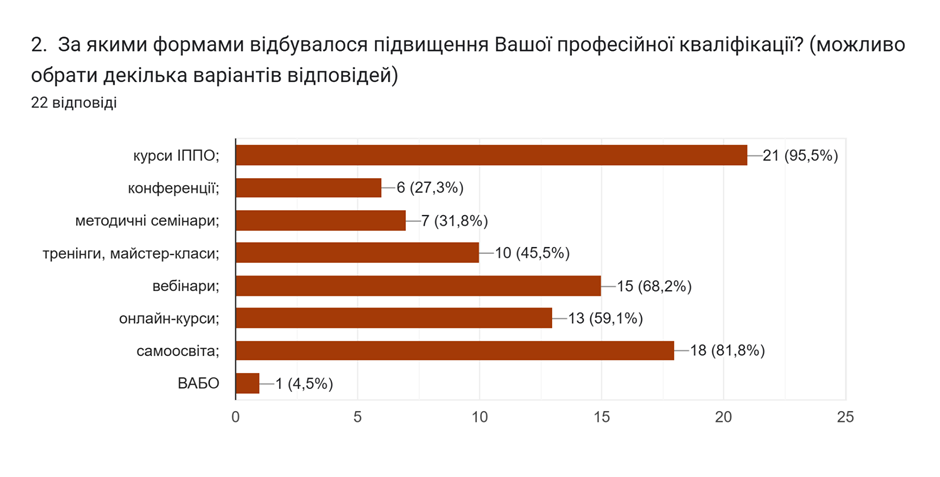 2. За якими формами відбувалося підвищення Вашої професійної кваліфікації? (можливо
обрати декілька варіантів відповідей)
22 відповіді
курси ІППО; 21 (95,5%)
конференції; 6 (27,3%)
методичні семінари; 7 (31,8%)
тренінги, майстер-класи; 10 (45,5%)
вебінари; 15 (68,2%)
онлайн-курси; 13 (59,1%)
самоосвіта; 18 (81,8%)
ВАБО 1 (4,5%)
0 5 10 15 20 25